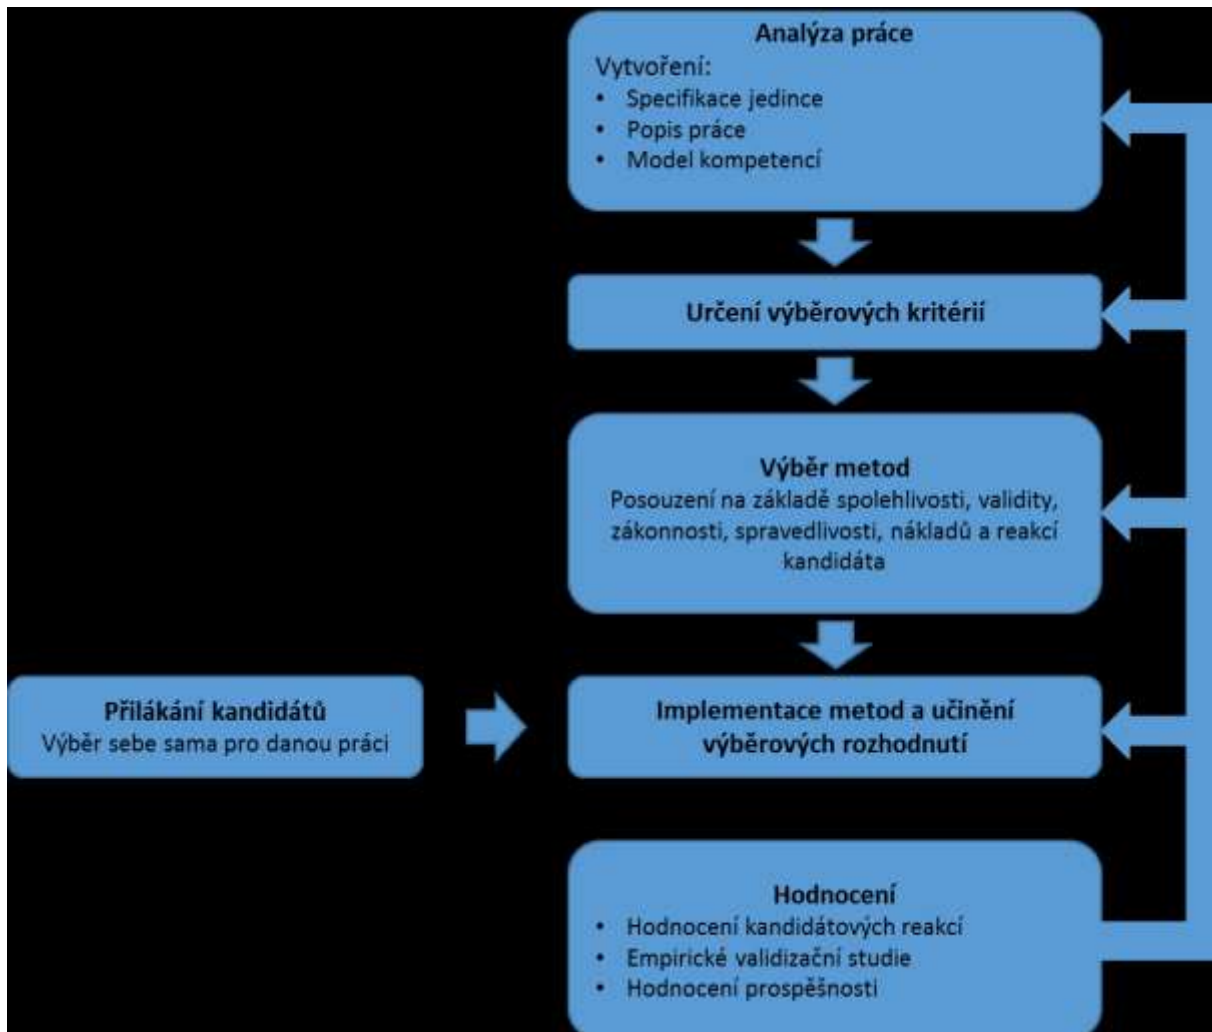 Analýza práce
Vytvoření:
• Specifikace jedince
• Popis práce
• Model kompetencí
Určení výběrových kritérií
Výběr metod
Posouzení na základě spolehlivosti, validity,
zákonnosti, spravedlivosti, nákladů a reakcí
kandidáta
Přilákání kandidátů
Výběr sebe sama pro danou práci
Implementace metod a učinění
výběrových rozhodnutí
Hodnocení
• Hodnocení kandidátových reakcí
• Empirické validizační studie
• Hodnocení prospěšnosti